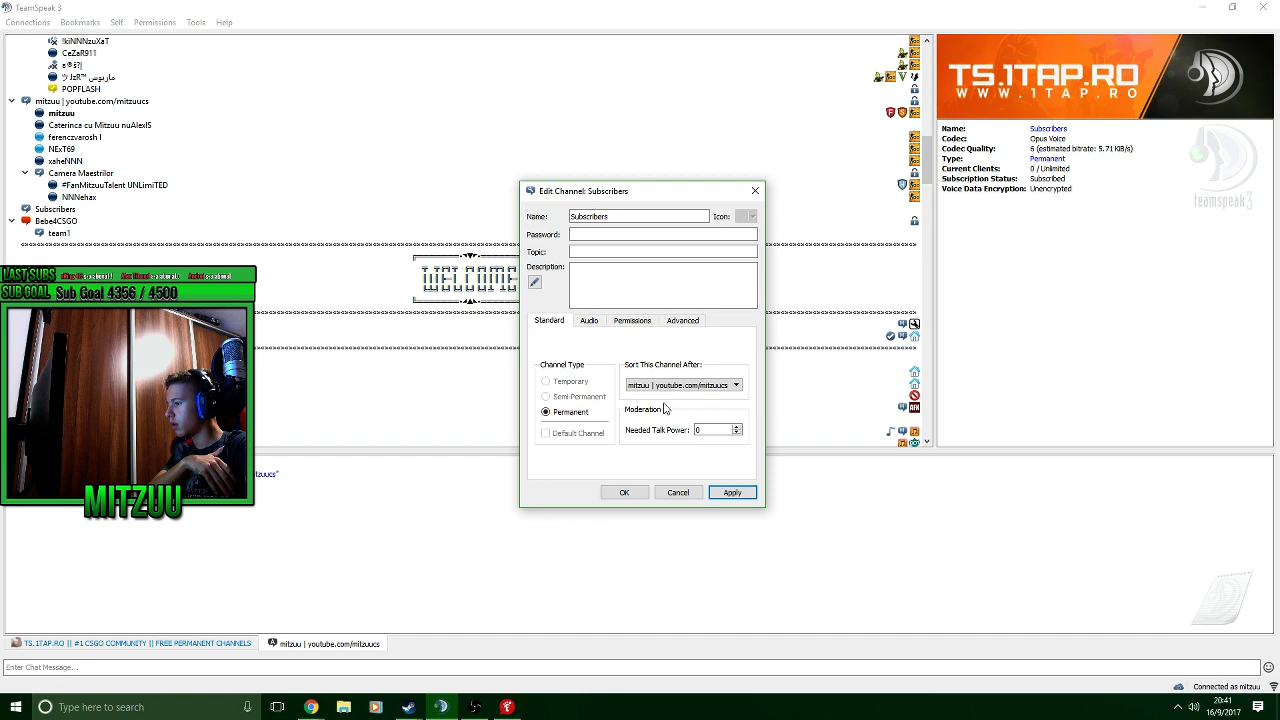 TeamSpeak 3
Connections Bookmarks Self Permissions Tools Help
!kiNNNzuXaT
CeZaR911
POPFLASH
mitzuu | youtube.com/mitzuucs
mitzuu
Caterinca cu Mitzu nuAlexIS
ferenczvarosh I
NExT69
xaheNNN
Camera Maestrilor
#FanMitzuuTalent UNLimiTED
NNNehax
Subscribers
Bebe4CSGO
team1
WELCOME
TS.1TAP.RO
WWW.1TAP.RO
Name: Subscribers
Codec: Opus Voice
Codec Quality: 6 (estimated bitrate: 5.71 KiB/s)
Type: Permanent
Current Clients: 0 / Unlimited
Subscription Status: Subscribed
Voice Data Encryption: Unencrypted
teamspeak3
Edit Channel: Subscribers
Name: Subscribers Icon:
Password:
Topic:
Description:
Standard Audio Permissions Advanced
Channel Type
Temporary
Semi-Permanent
Permanent
Default Channel
Sort This Channel After:
mitzuu | youtube.com/mitzuucs
Moderation
Needed Talk Power: 0
OK Cancel Apply
LAST SUBS
SUB GOAL Sub Goal 4356 / 4500
MITZUU
zuucs"
TS.1TAP.RO || #1 CSGO COMMUNITY || FREE PERMANENT CHANNELS
mitzuu | youtube.com/mitzuucs
Enter Chat Message...
Connected as mitzuu
Type here to search
20:41
16/9/2017